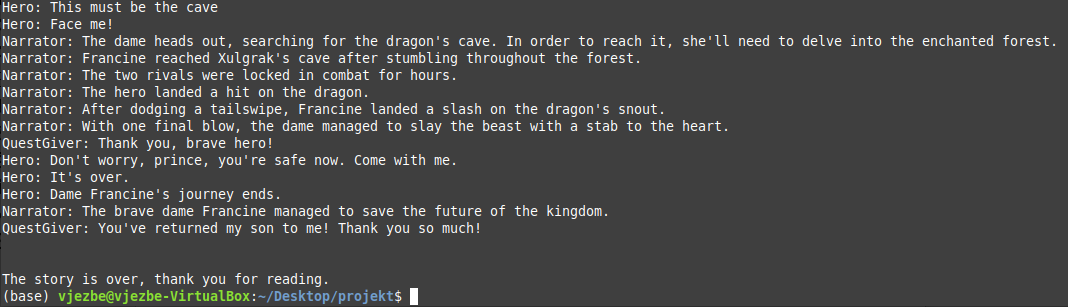 Hero: This must be the cave
Hero: Face me!
Narrator: The dame heads out, searching for the dragon's cave. In order to reach it, she'll need to delve into the enchanted forest.
Narrator: Francine reached Xulgrak's cave after stumbling throughout the forest.
Narrator: The two rivals were locked in combat for hours.
Narrator: The hero landed a hit on the dragon.
Narrator: After dodging a tailswipe, Francine landed a slash on the dragon's snout.
Narrator: With one final blow, the dame managed to slay the beast with a stab to the heart.
QuestGiver: Thank you, brave hero!
Hero: Don't worry, prince, you're safe now. Come with me.
Hero: It's over.
Hero: Dame Francine's journey ends.
Narrator: The brave dame Francine managed to save the future of the kingdom.
QuestGiver: You've returned my son to me! Thank you so much!
The story is over, thank you for reading.
(base) vjezbe@vjezbe-VirtualBox:~/Desktop/projekt$